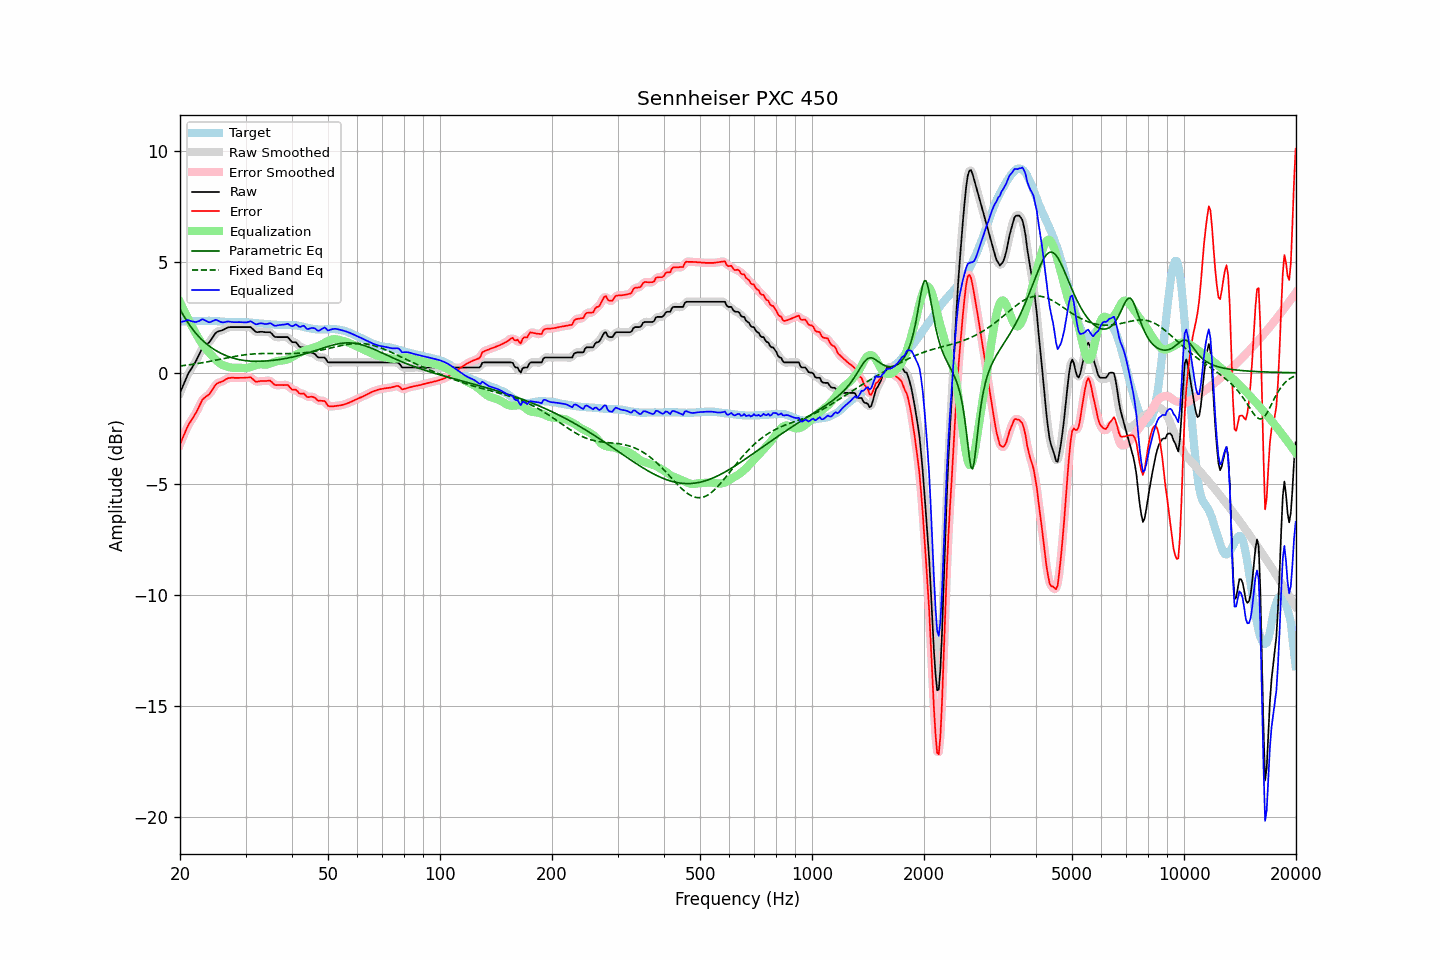 Sennheiser PXC 450
Target
Raw Smoothed
Error Smoothed
Raw
Error
Equalization
Parametric Eq
Fixed Band Eq
Equalized
10
5
0
−5
−10
−15
−20
Amplitude (dBr)
20
50
100
200
500
1000
2000
5000
10000
20000
Frequency (Hz)